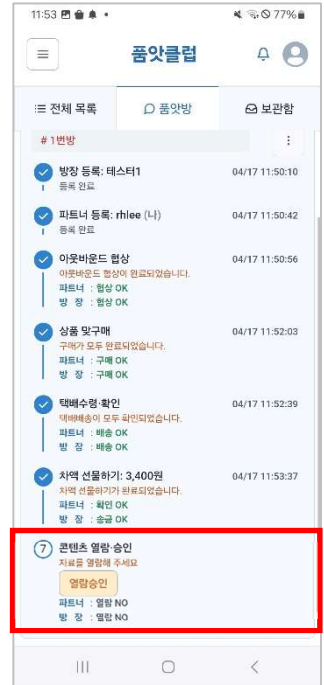 11:53 77%
품앗클럽
전체 목록 품앗방 보관함
# 1번방
방장 등록: 테스터1 04/17 11:50:10
등록 완료
파트너 등록: rhlee (나) 04/17 11:50:42
등록 완료
아웃바운드 협상 04/17 11:50:56
아웃바운드 협상이 완료되었습니다.
파트너 : 협상 OK
방 장 : 협상 OK
상품 맞구매 04/17 11:52:03
구매가 모두 완료되었습니다.
파트너 : 구매 OK
방 장 : 구매 OK
택배수령·확인 04/17 11:52:39
택배배송이 모두 확인되었습니다.
파트너 : 배송 OK
방 장 : 배송 OK
차액 선물하기: 3,400원 04/17 11:53:37
차액 선물하기가 완료되었습니다.
파트너 : 확인 OK
방 장 : 송금 OK
7 콘텐츠 열람·승인
자료를 열람해 주세요
열람승인
파트너 : 열람 NO
방 장 : 열람 NO